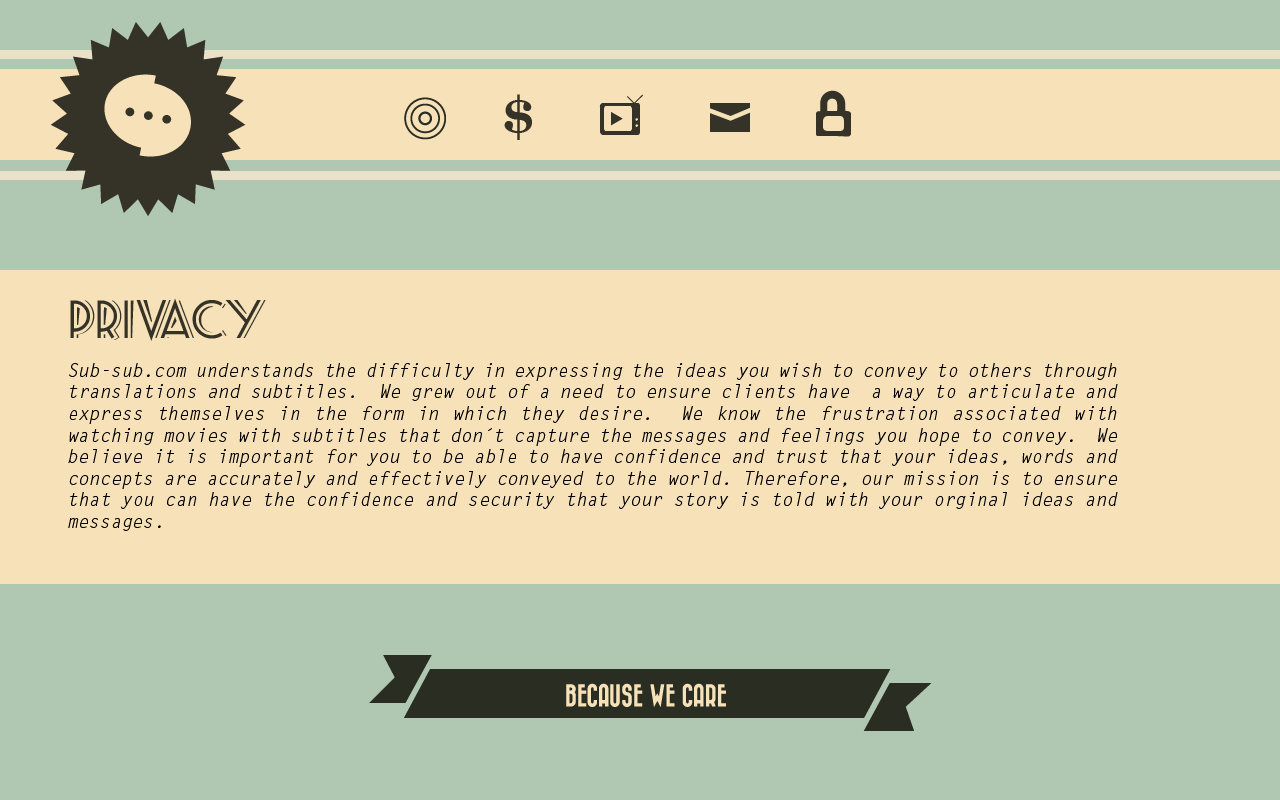 PRIVACY
Sub-sub.com understands the difficulty in expressing the ideas you wish to convey to others through
translations and subtitles.  We grew out of a need to ensure clients have  a way to articulate and
express themselves in the form in which they desire.  We know the frustration associated with
watching movies with subtitles that don´t capture the messages and feelings you hope to convey.  We
believe it is important for you to be able to have confidence and trust that your ideas, words and
concepts are accurately and effectively conveyed to the world. Therefore, our mission is to ensure
that you can have the confidence and security that your story is told with your orginal ideas and
messages.
BECAUSE WE CARE